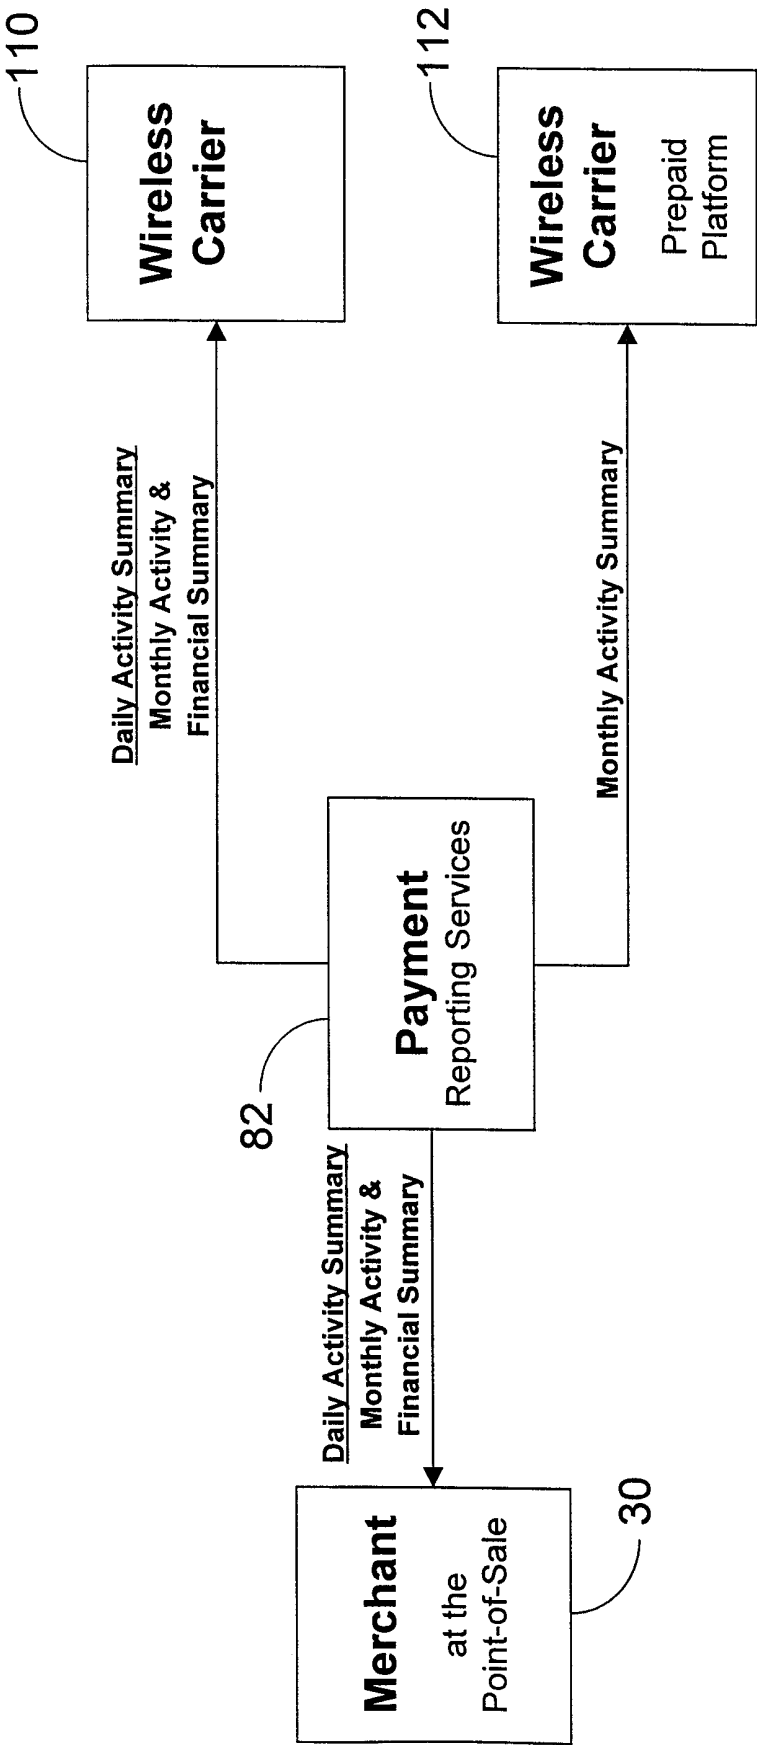 110
Wireless
Carrier
Daily Activity Summary
Monthly Activity &
Financial Summary
112
Wireless
Carrier
Prepaid
Platform
Monthly Activity Summary
82
Payment
Reporting Services
Daily Activity Summary
Monthly Activity &
Financial Summary
Merchant
at the
Point-of-Sale
30